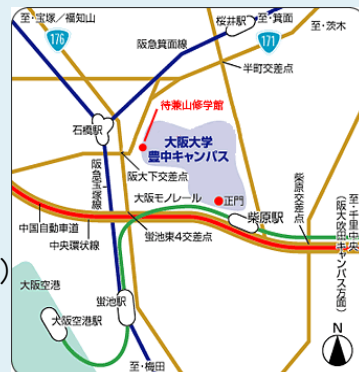 至・宝塚／福知山
176
桜井駅
至・箕面
至・茨木
171
阪急箕面線
半町交差点
待兼山修学館
石橋駅
大阪大学
豊中キャンパス
阪急宝塚線
阪大下交差点
大阪モノレール
正門
柴原駅
柴原交差点
至・千里中央
（阪大吹田キャンパス方面）
中国自動車道
中央環状線
蛍池東4交差点
)
大阪空港
蛍池駅
大阪空港駅
至・梅田
N